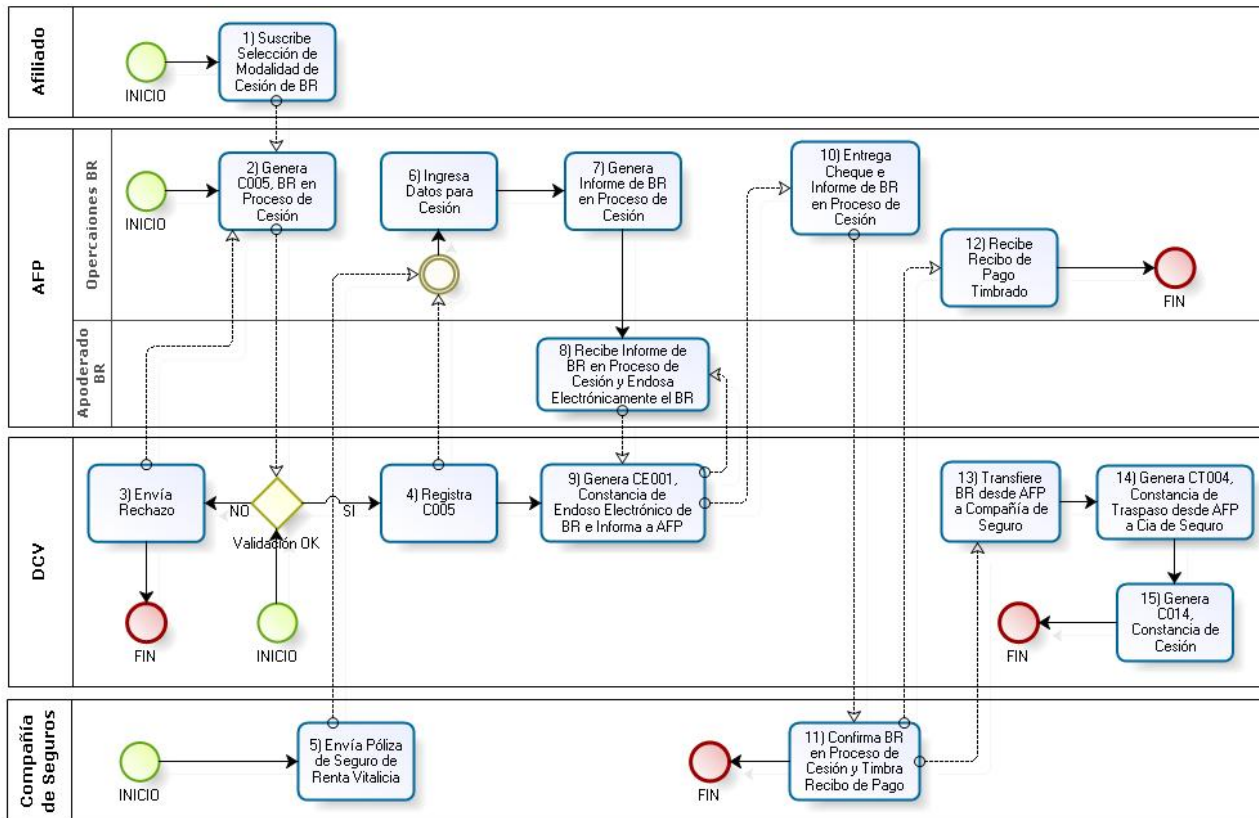 Afiliado
INICIO
1) Suscribe
Selección de
Modalidad de
Cesión de BR
AFP
Opercaiones BR
INICIO
2) Genera
C005, BR en
Proceso de
Cesión
6) Ingresa
Datos para
Cesión
7) Genera
Informe de BR
en Proceso de
Cesión
10) Entrega
Cheque e
Informe de BR
en Proceso de
Cesión
12) Recibe
Recibo de
Pago
Timbrado
FIN
Apoderado
BR
8) Recibe Informe de
BR en Proceso de
Cesión y Endosa
Electrónicamente el BR
DCV
3) Envía
Rechazo
NO
SI
Validación OK
4) Registra
C005
9) Genera CE001,
Constancia de
Endoso Electrónico de
BR e Informa a AFP
13) Transfiere
BR desde AFP
a Compañía de
Seguro
14) Genera CT004,
Constancia de
Traspaso desde AFP
a Cia de Seguro
FIN
INICIO
FIN
15) Genera
C014,
Constancia de
Cesión
Compañía
de Seguros
INICIO
5) Envía Póliza
de Seguro de
Renta Vitalicia
FIN
11) Confirma BR
en Proceso de
Cesión y Timbra
Recibo de Pago